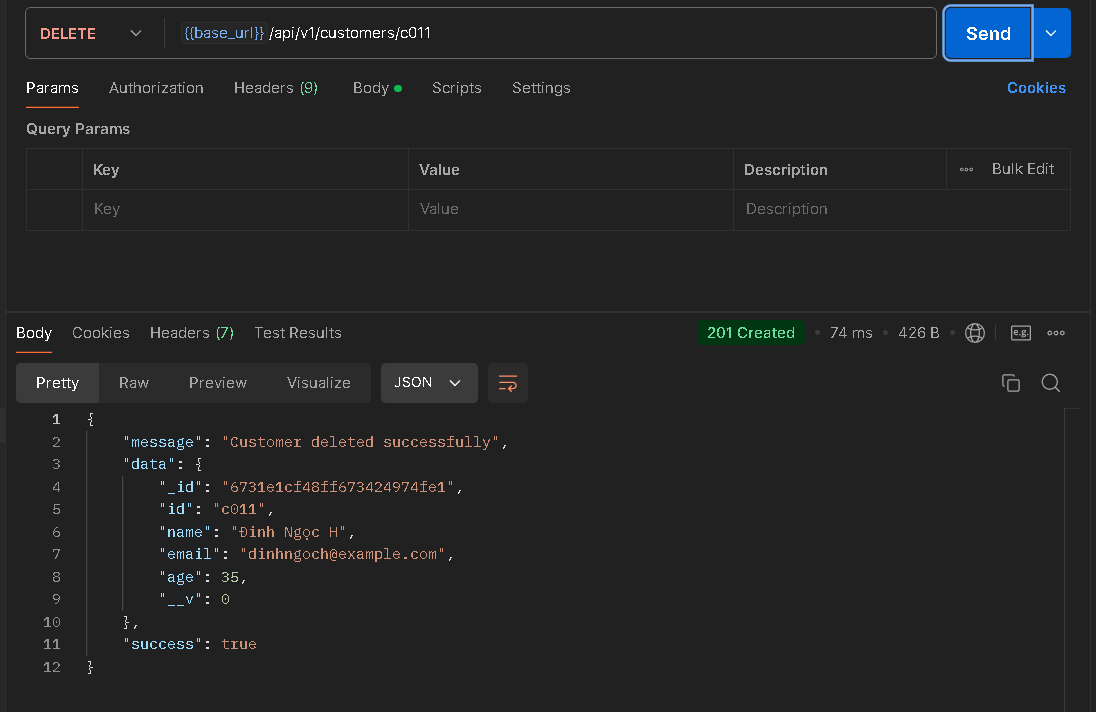 DELETE {{base_url}}/api/v1/customers/c011 Send
Params Authorization Headers (9) Body Scripts Settings Cookies
Query Params
Key Value Description Bulk Edit
Key Value Description
Body Cookies Headers (7) Test Results 201 Created 74 ms 426 B e.g.
Pretty Raw Preview Visualize JSON
1 {
2 "message": "Customer deleted successfully",
3 "data": {
4 "_id": "6731e1cf48ff673424974fe1",
5 "id": "c011",
6 "name": "Đinh Ngọc H",
7 "email": "dinhngoch@example.com",
8 "age": 35,
9 "__v": 0
10 },
11 "success": true
12 }